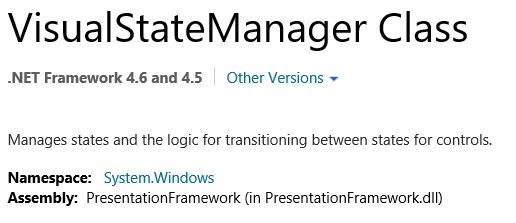 VisualStateManager Class
.NET Framework 4.6 and 4.5 Other Versions
Manages states and the logic for transitioning between states for controls.
Namespace: System.Windows
Assembly: PresentationFramework (in PresentationFramework.dll)